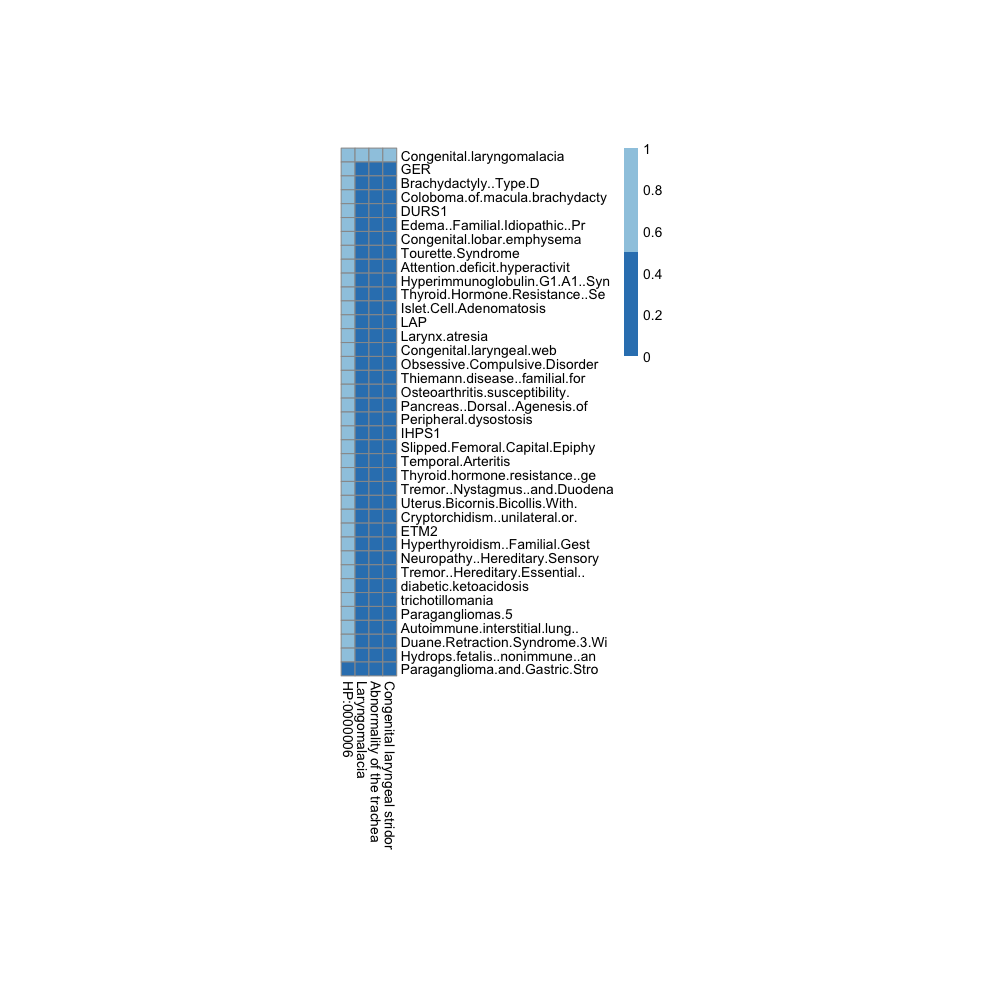 Congenital.laryngomalacia
GER
Brachydactyly..Type.D
Coloboma.of.macula.brachydacty
DURS1
Edema..Familial.Idiopathic..Pr
Congenital.lobar.emphysema
Tourette.Syndrome
Attention.deficit.hyperactivit
Hyperimmunoglobulin.G1.A1..Syn
Thyroid.Hormone.Resistance..Se
Islet.Cell.Adenomatosis
LAP
Larynx.atresia
Congenital.laryngeal.web
Obsessive.Compulsive.Disorder
Thiemann.disease..familial.for
Osteoarthritis.susceptibility.
Pancreas..Dorsal..Agenesis.of
Peripheral.dysostosis
IHPS1
Slipped.Femoral.Capital.Epiphy
Temporal.Arteritis
Thyroid.hormone.resistance..ge
Tremor..Nystagmus..and.Duodena
Uterus.Bicornis.Bicollis.With.
Cryptorchidism..unilateral.or.
ETM2
Hyperthyroidism..Familial.Gest
Neuropathy..Hereditary.Sensory
Tremor..Hereditary.Essential..
diabetic.ketoacidosis
trichotillomania
Paragangliomas.5
Autoimmune.interstitial.lung..
Duane.Retraction.Syndrome.3.Wi
Hydrops.fetalis..nonimmune..an
Paraganglioma.and.Gastric.Stro
HP:0000006
Laryngomalacia
Abnormality of the trachea
Congenital laryngeal stridor
1
0.8
0.6
0.4
0.2
0